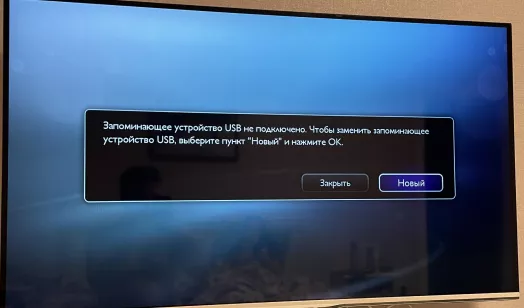 Запоминающее устройство USB не подключено. Чтобы заменить запоминающее
устройство USB, выберите пункт "Новый" и нажмите ОК.
Закрыть
Новый